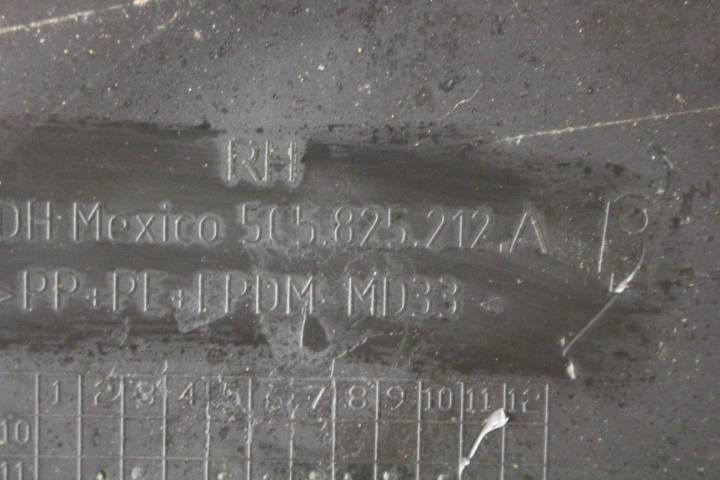 RH
DH Mexico 5C5.825.212.A
>PP+PE+EPDM MD33
1 2 3 4 5 6 7 8 9 10 11 12
10
11